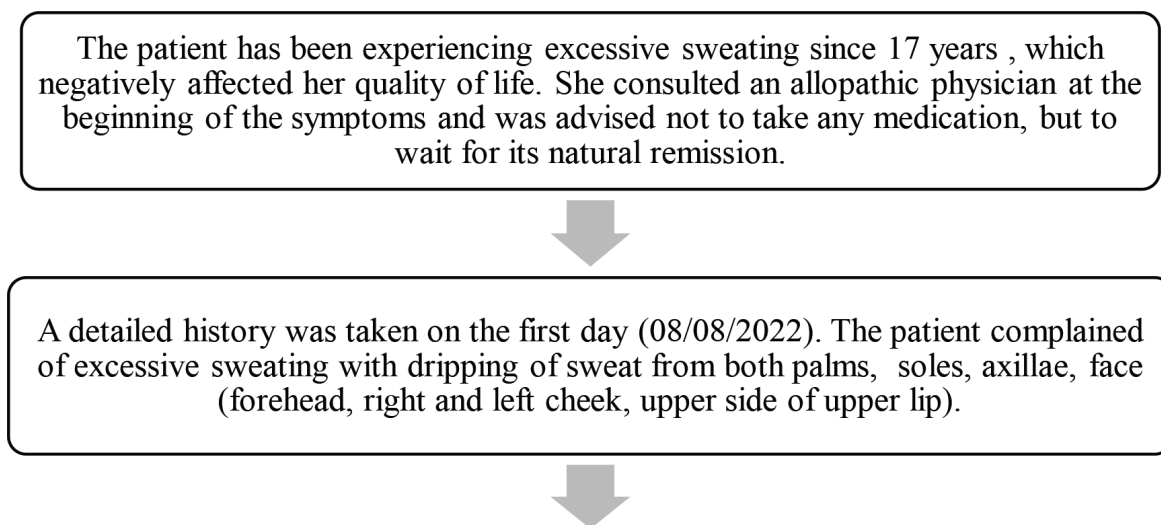 The patient has been experiencing excessive sweating since 17 years , which
negatively affected her quality of life. She consulted an allopathic physician at the
beginning of the symptoms and was advised not to take any medication, but to
wait for its natural remission.
A detailed history was taken on the first day (08/08/2022). The patient complained
of excessive sweating with dripping of sweat from both palms, soles, axillae, face
(forehead, right and left cheek, upper side of upper lip).